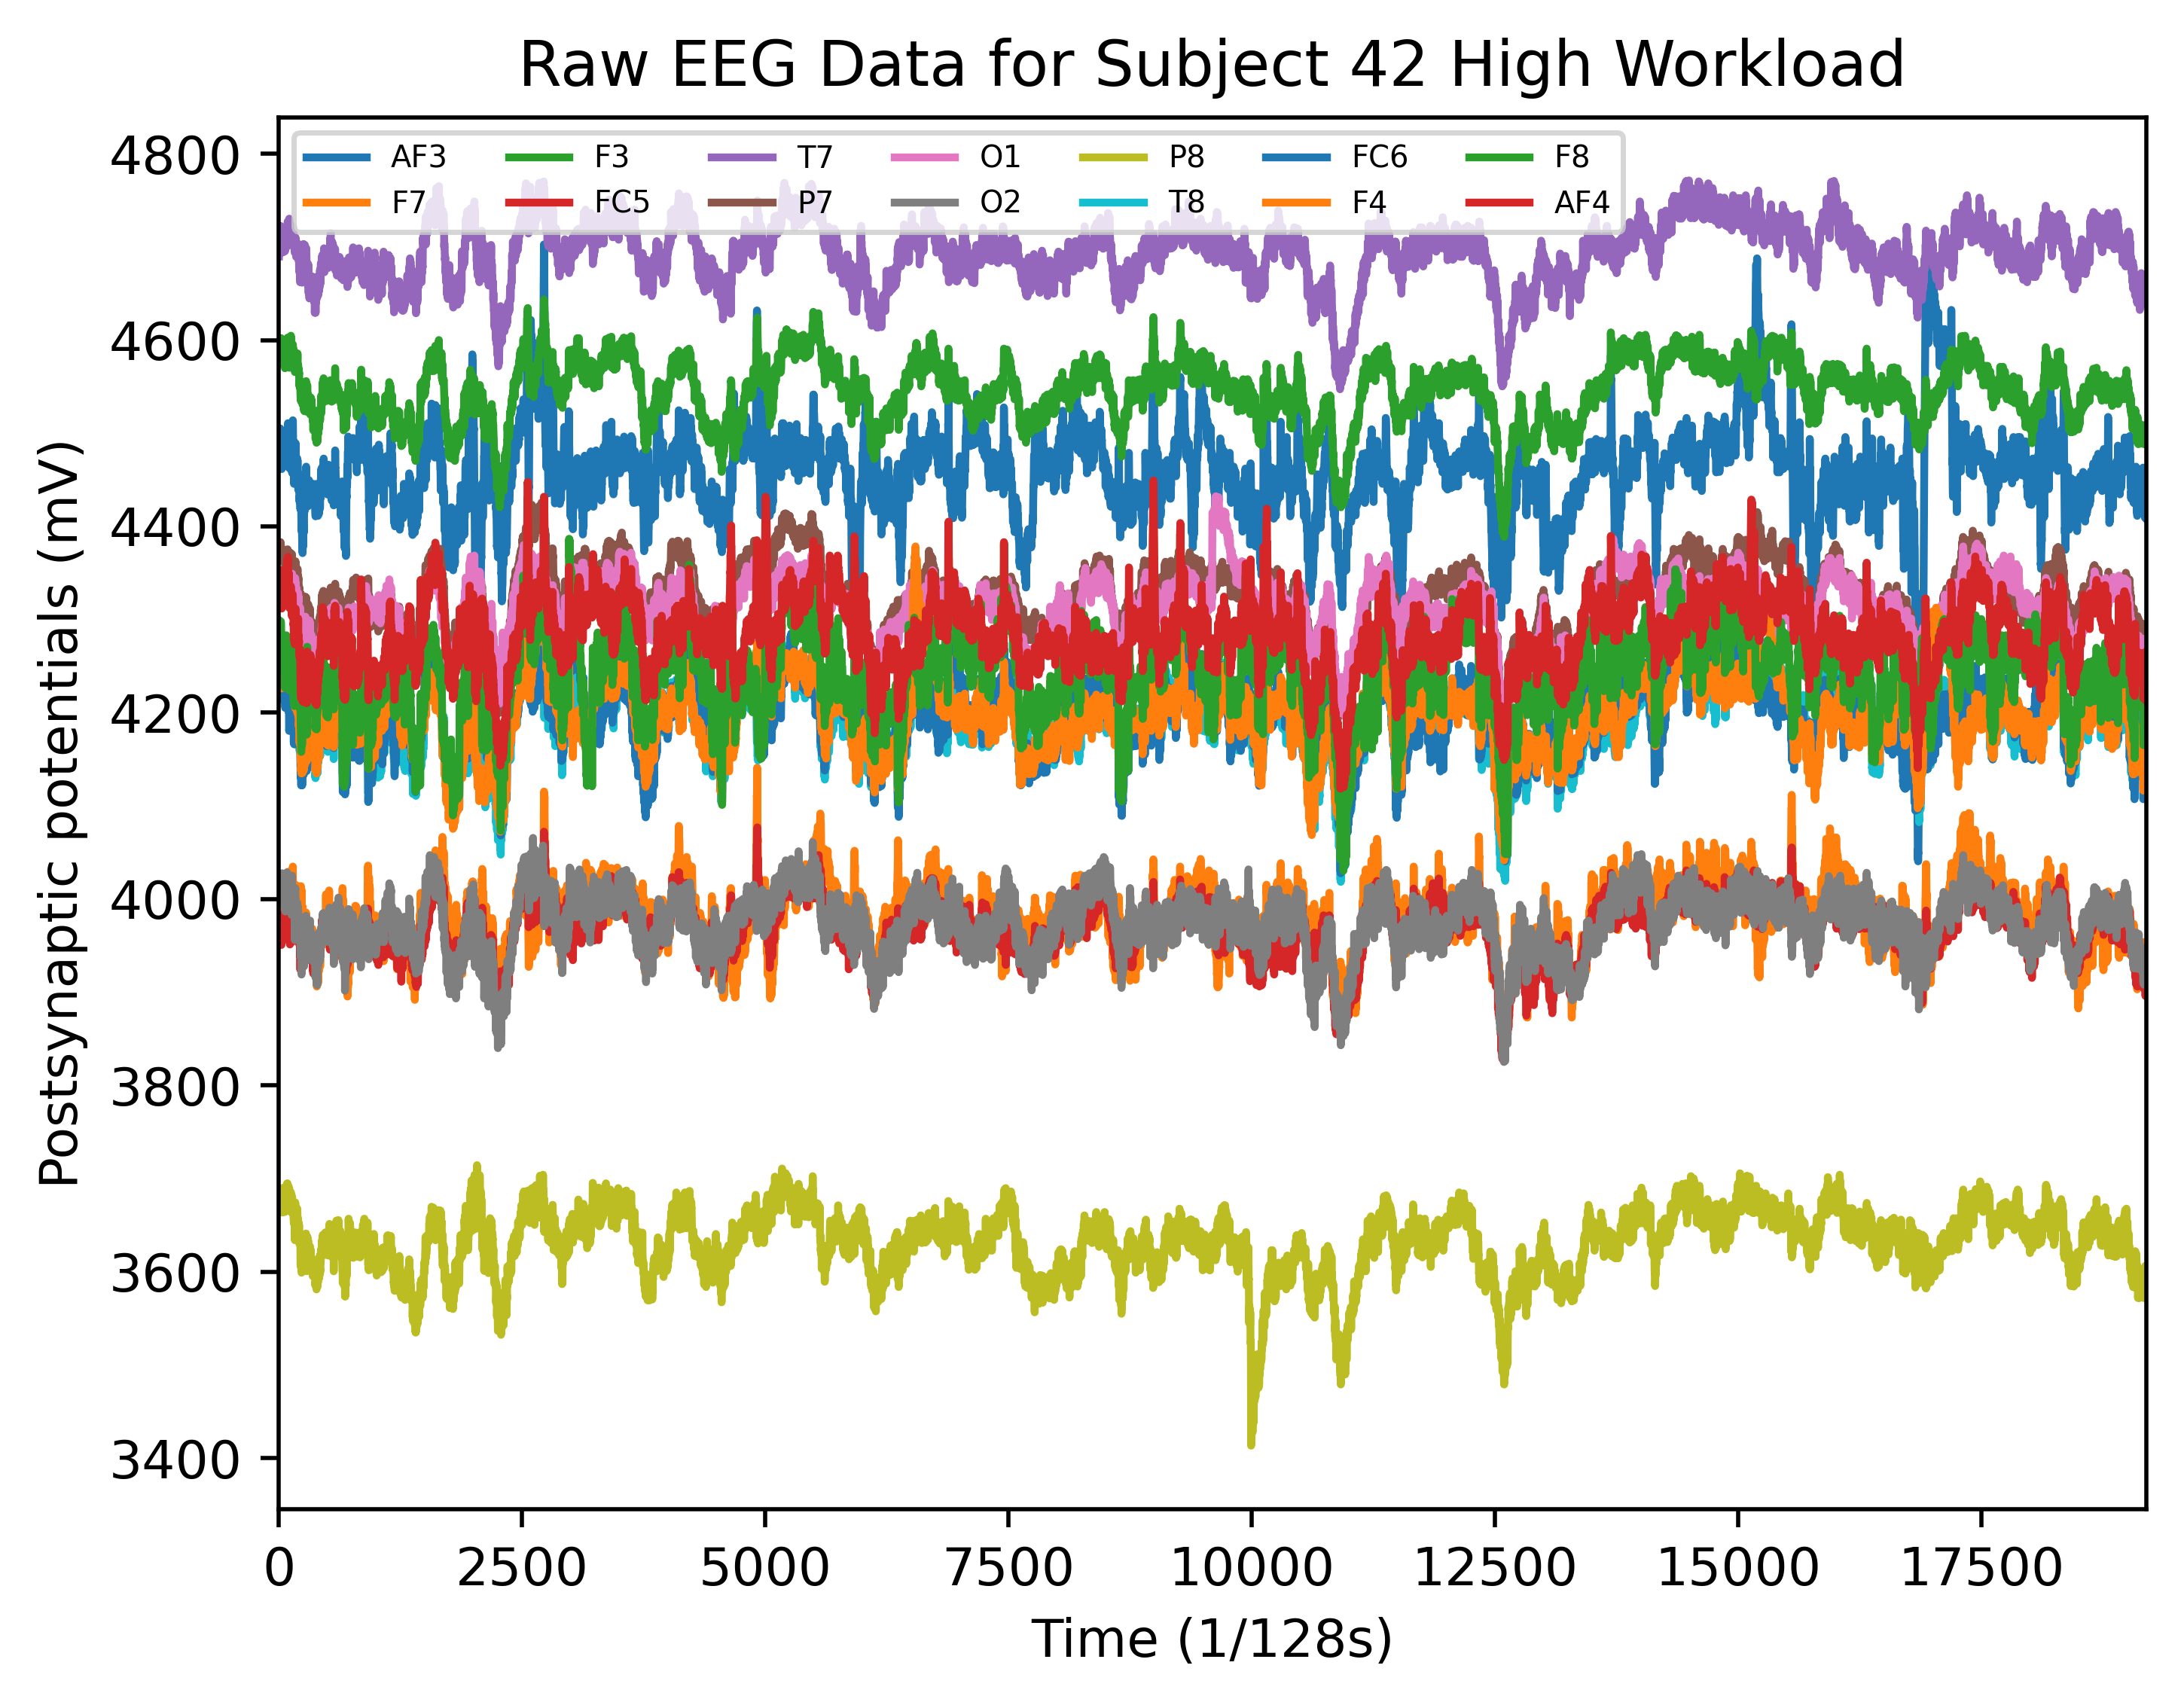 Raw EEG Data for Subject 42 High Workload
AF3 F3 T7 O1 P8 FC6 F8
F7 FC5 P7 O2 T8 F4 AF4
4800
4600
4400
4200
4000
3800
3600
3400
Postsynaptic potentials (mV)
0 2500 5000 7500 10000 12500 15000 17500
Time (1/128s)